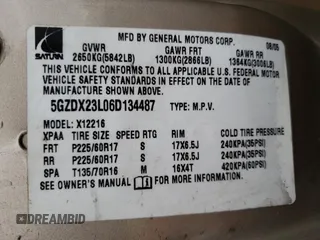 MFD BY GENERAL MOTORS CORP. 08/05
SATURN
GVWR GAWR FRT GAWR RR
2650KG(5842LB) 1300KG(2866LB) 1364KG(3006LB)
THIS VEHICLE CONFORMS TO ALL APPLICABLE U.S. FEDERAL
MOTOR VEHICLE SAFETY STANDARDS IN EFFECT ON THE DATE
OF MANUFACTURE SHOWN ABOVE.
5GZDX23L06D134487 TYPE: M.P.V.
MODEL: X12216
XPAA TIRE SIZE SPEED RTG RIM COLD TIRE PRESSURE
FRT P225/60R17 S 17X6.5J 240KPA(35PSI)
RR P225/60R17 S 17X6.5J 240KPA(35PSI)
SPA T135/70R16 M 16X4T 420KPA(60PSI)
SEE OWNER'S MANUAL FOR MORE INFORMATION.
DREAMBID